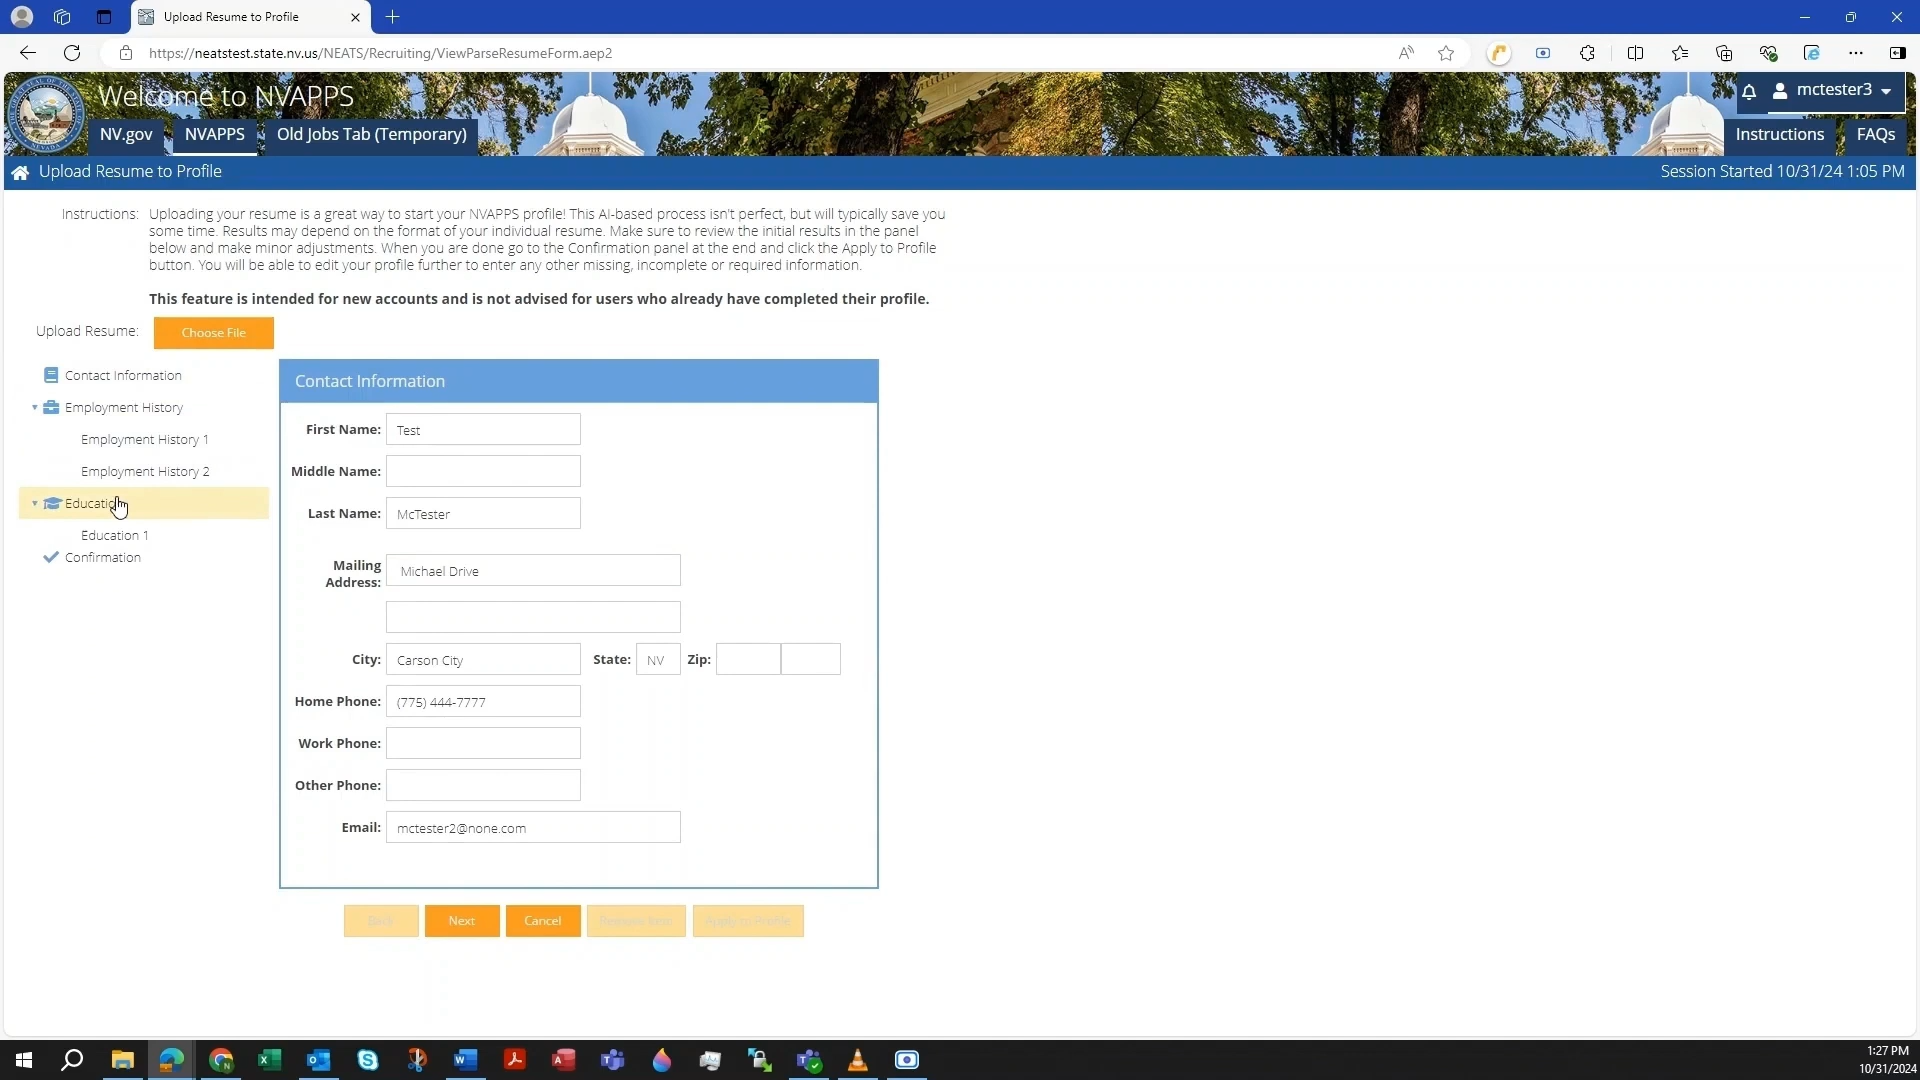 Upload Resume to Profile
https://neatstest.state.nv.us/NEATS/Recruiting/ViewParseResumeForm.aep2
Welcome to NVAPPS
mctester3
NV.gov NVAPPS Old Jobs Tab (Temporary) Instructions FAQs
Upload Resume to Profile Session Started 10/31/24 1:05 PM
Instructions: Uploading your resume is a great way to start your NVAPPS profile! This AI-based process isn't perfect, but will typically save you
some time. Results may depend on the format of your individual resume. Make sure to review the initial results in the panel
below and make minor adjustments. When you are done go to the Confirmation panel at the end and click the Apply to Profile
button. You will be able to edit your profile further to enter any other missing, incomplete or required information.
This feature is intended for new accounts and is not advised for users who already have completed their profile.
Upload Resume: Choose File
Contact Information
Employment History
Employment History 1
Employment History 2
Education
Education 1
Confirmation
Contact Information
First Name: Test
Middle Name:
Last Name: McTester
Mailing
Address: Michael Drive
City: Carson City State: NV Zip:
Home Phone: (775) 444-7777
Work Phone:
Other Phone:
Email: mctester2@none.com
Back Next Cancel Remove Item Apply to Profile
1:27 PM
10/31/2024